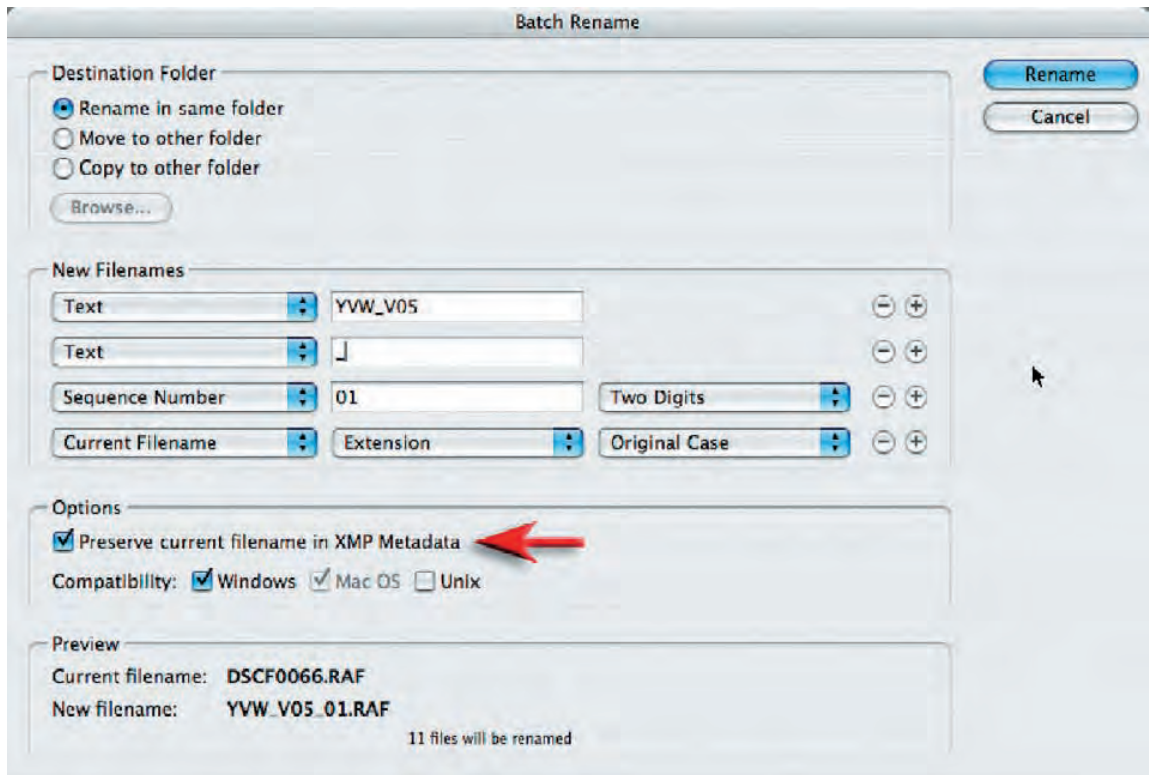 Batch Rename
Destination Folder
Rename in same folder
Move to other folder
Copy to other folder
Browse...
Rename
Cancel
New Filenames
Text YVW_V05
Text _
Sequence Number 01 Two Digits
Current Filename Extension Original Case
Options
Preserve current filename in XMP Metadata
Compatibility: Windows Mac OS Unix
Preview
Current filename: DSCF0066.RAF
New filename: YVW_V05_01.RAF
11 files will be renamed